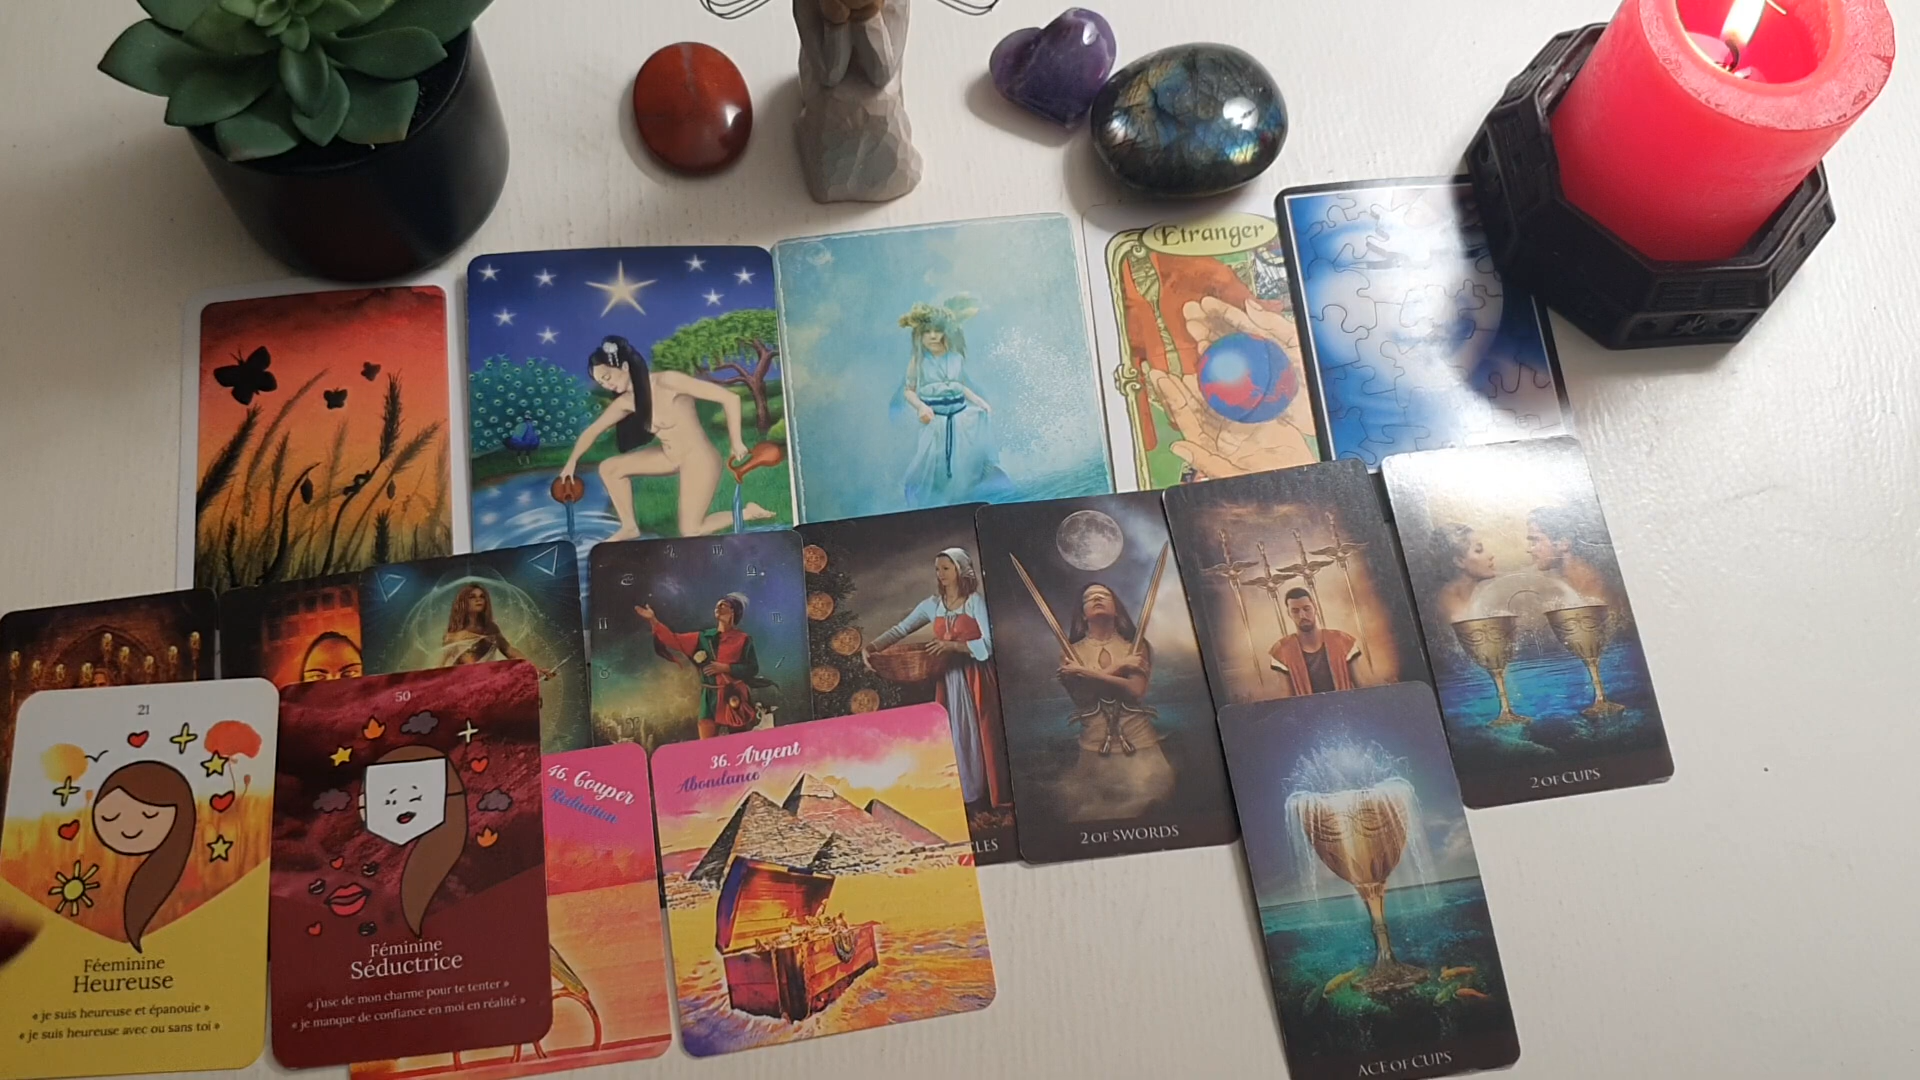 Etranger
2 OF CUPS
21
50
46. Couper
Réduction
36. Argent
Abondance
CLES
2 OF SWORDS
Féeminine
Heureuse
« je suis heureuse et épanouie »
« je suis heureuse avec ou sans toi »
Féminine
Séductrice
« j'use de mon charme pour te tenter »
« je manque de confiance en moi en réalité »
ACE OF CUPS